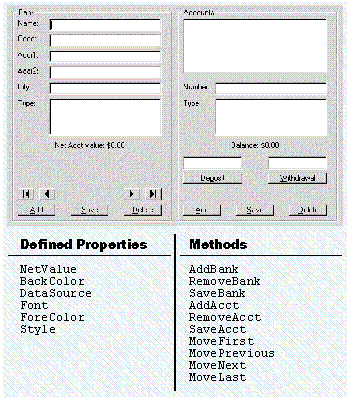 Bank
Name:
Addr1:
Addr2:
City:
Type:
Net Acct value: $0.00
Add
Save
Delete
Accounts
Number:
Type
Balance: $0.00
Deposit
Withdrawal
Add
Save
Delete
Defined Properties
NetValue
BackColor
DataSource
Font
ForeColor
Style
Methods
AddBank
RemoveBank
SaveBank
AddAcct
RemoveAcct
SaveAcct
MoveFirst
MovePrevious
MoveNext
MoveLast